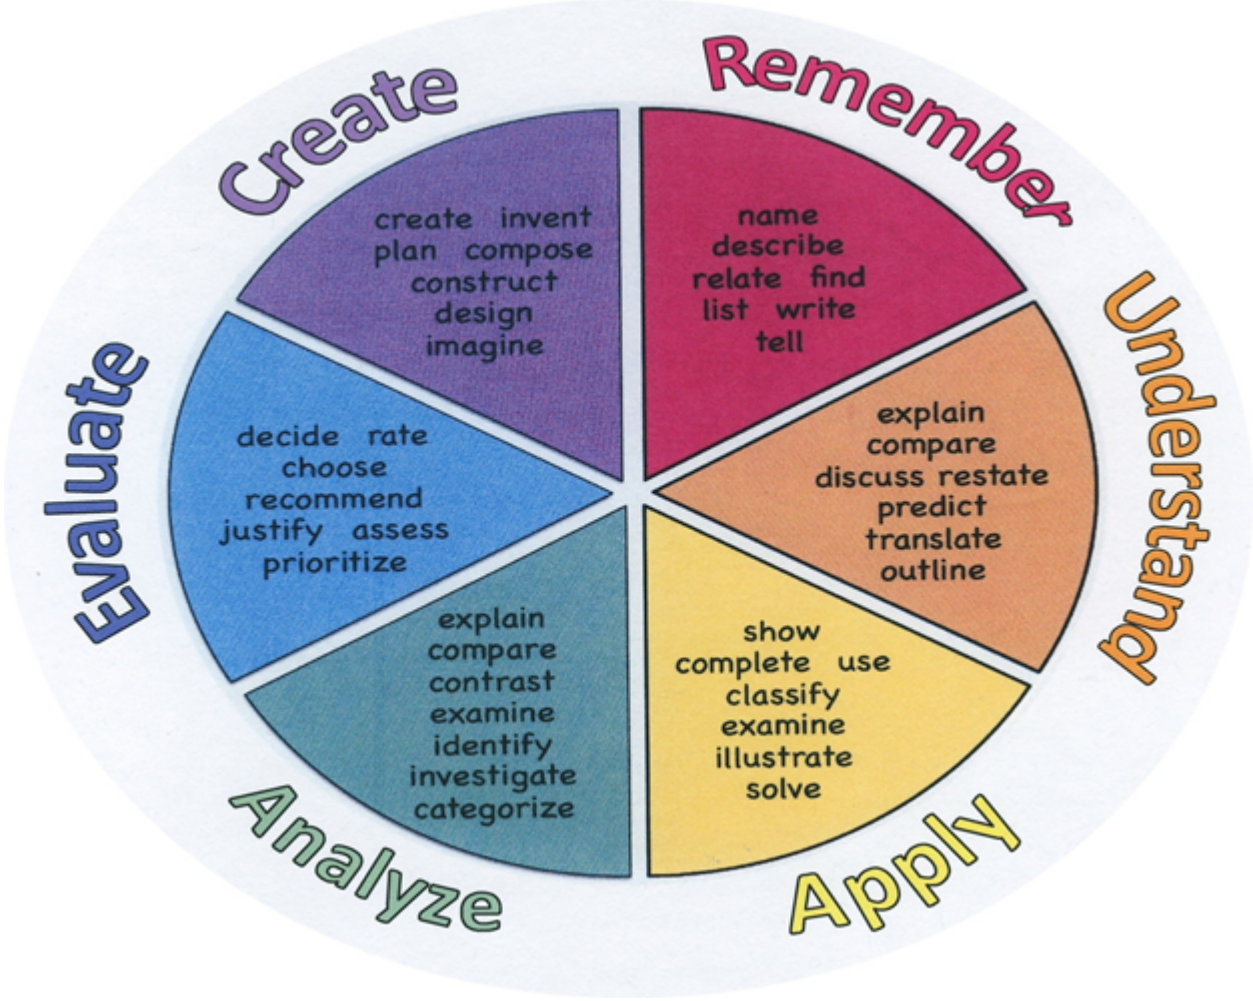 Remember
name
describe
relate find
list write
tell
Understand
explain
compare
discuss restate
predict
translate
outline
Apply
show
complete use
classify
examine
illustrate
solve
Analyze
explain
compare
contrast
examine
identify
investigate
categorize
Evaluate
decide rate
choose
recommend
justify assess
prioritize
Create
create invent
plan compose
construct
design
imagine